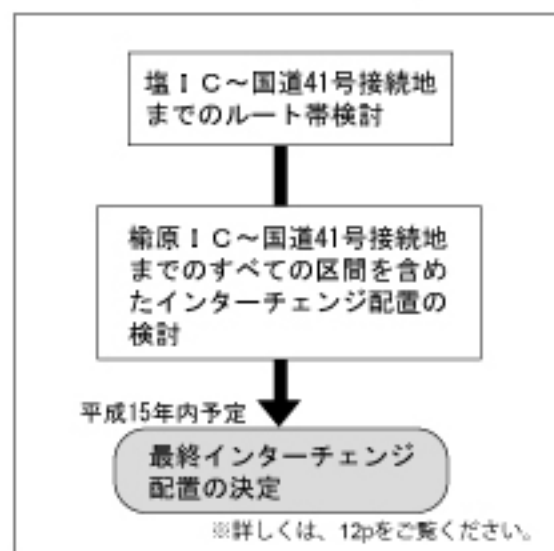 塩ＩＣ～国道41号接続地
までのルート帯検討
楡原ＩＣ～国道41号接続地
までのすべての区間を含め
たインターチェンジ配置の
検討
平成15年内予定
最終インターチェンジ
配置の決定
※詳しくは、12pをご覧ください。